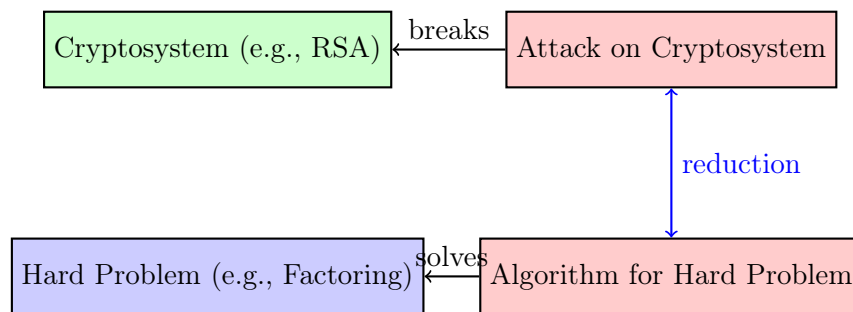 Cryptosystem (e.g., RSA)
breaks
Attack on Cryptosystem
reduction
Hard Problem (e.g., Factoring)
solves
Algorithm for Hard Problem